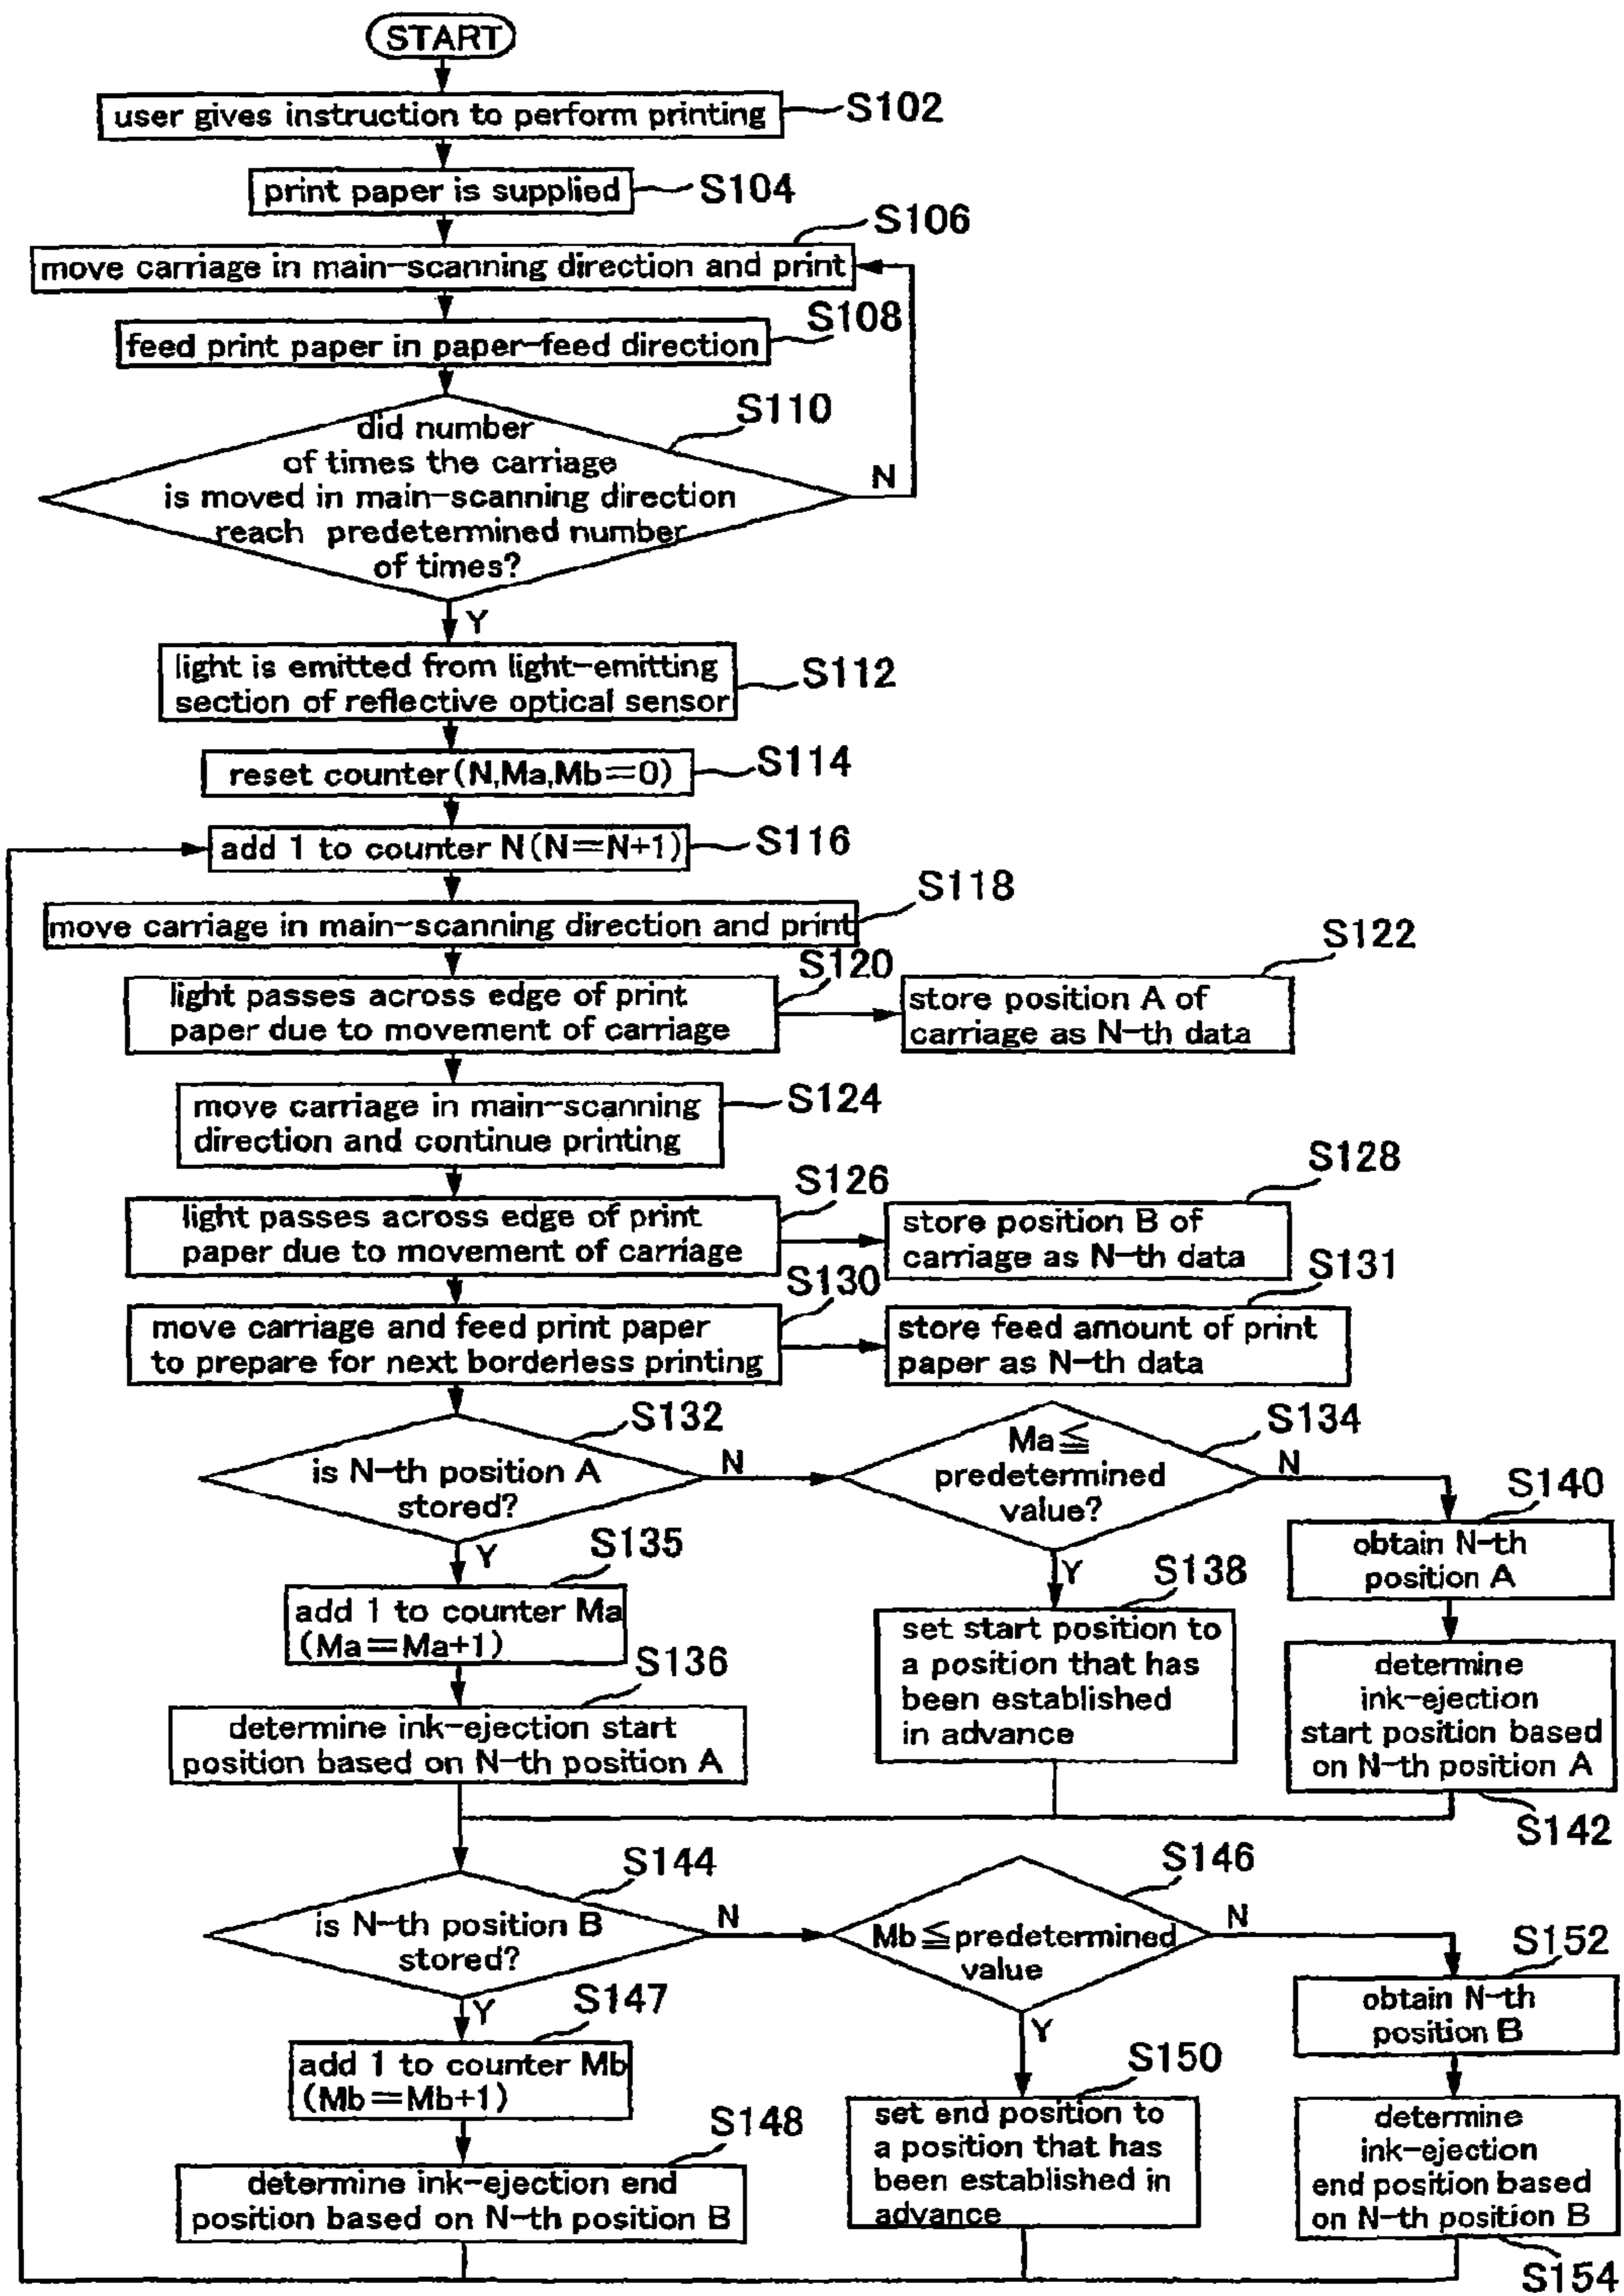 START
user gives instruction to perform printing
S102
print paper is supplied
S104
S106
move carriage in main-scanning direction and print
S108
feed print paper in paper-feed direction
S110
did number
of times the carriage
is moved in main-scanning direction
reach predetermined number
of times?
N
Y
light is emitted from light-emitting
section of reflective optical sensor
S112
reset counter(N,Ma,Mb=0)
S114
add 1 to counter N(N=N+1)
S116
S118
move carriage in main-scanning direction and print
S120
light passes across edge of print
paper due to movement of carriage
S122
store position A of
carriage as N-th data
move carriage in main-scanning
direction and continue printing
S124
S126
light passes across edge of print
paper due to movement of carriage
S128
store position B of
carriage as N-th data
S130
move carriage and feed print paper
to prepare for next borderless printing
S131
store feed amount of print
paper as N-th data
S132
is N-th position A
stored?
N
Y
S134
Ma≦
predetermined
value?
N
Y
S135
add 1 to counter Ma
(Ma=Ma+1)
S136
determine ink-ejection start
position based on N-th position A
S138
set start position to
a position that has
been established
in advance
S140
obtain N-th
position A
determine
ink-ejection
start position based
on N-th position A
S142
S144
is N-th position B
stored?
N
Y
S146
Mb≦predetermined
value
N
Y
S147
add 1 to counter Mb
(Mb=Mb+1)
S148
determine ink-ejection end
position based on N-th position B
S150
set end position to
a position that has
been established in
advance
S152
obtain N-th
position B
determine
ink-ejection
end position based
on N-th position B
S154